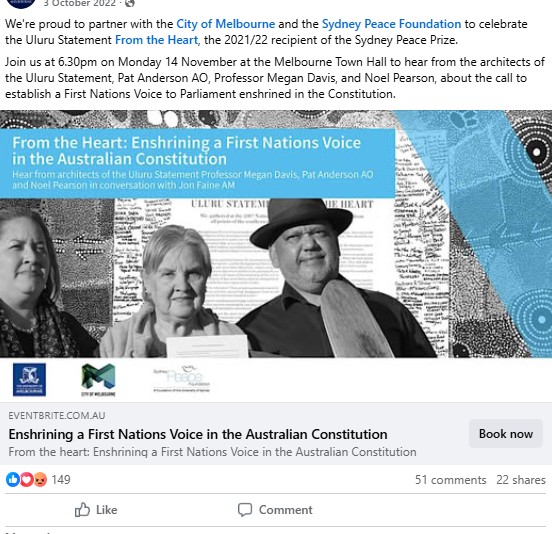 3 October 2022 ·
We're proud to partner with the City of Melbourne and the Sydney Peace Foundation to celebrate
the Uluru Statement From the Heart, the 2021/22 recipient of the Sydney Peace Prize.
Join us at 6.30pm on Monday 14 November at the Melbourne Town Hall to hear from the architects of
the Uluru Statement, Pat Anderson AO, Professor Megan Davis, and Noel Pearson, about the call to
establish a First Nations Voice to Parliament enshrined in the Constitution.
From the Heart: Enshrining a First Nations Voice
in the Australian Constitution
Hear from architects of the Uluru Statement Professor Megan Davis, Pat Anderson AO
and Noel Pearson in conversation with Jon Faine AM
ULURU STATEM HE HEART
MELBOURNE
CITY OF MELBOURNE
Sydney
Peace
Foundation
EVENTBRITE.COM.AU
Enshrining a First Nations Voice in the Australian Constitution
From the heart: Enshrining a First Nations Voice in the Australian Constitution
Book now
149
51 comments 22 shares
Like
Comment